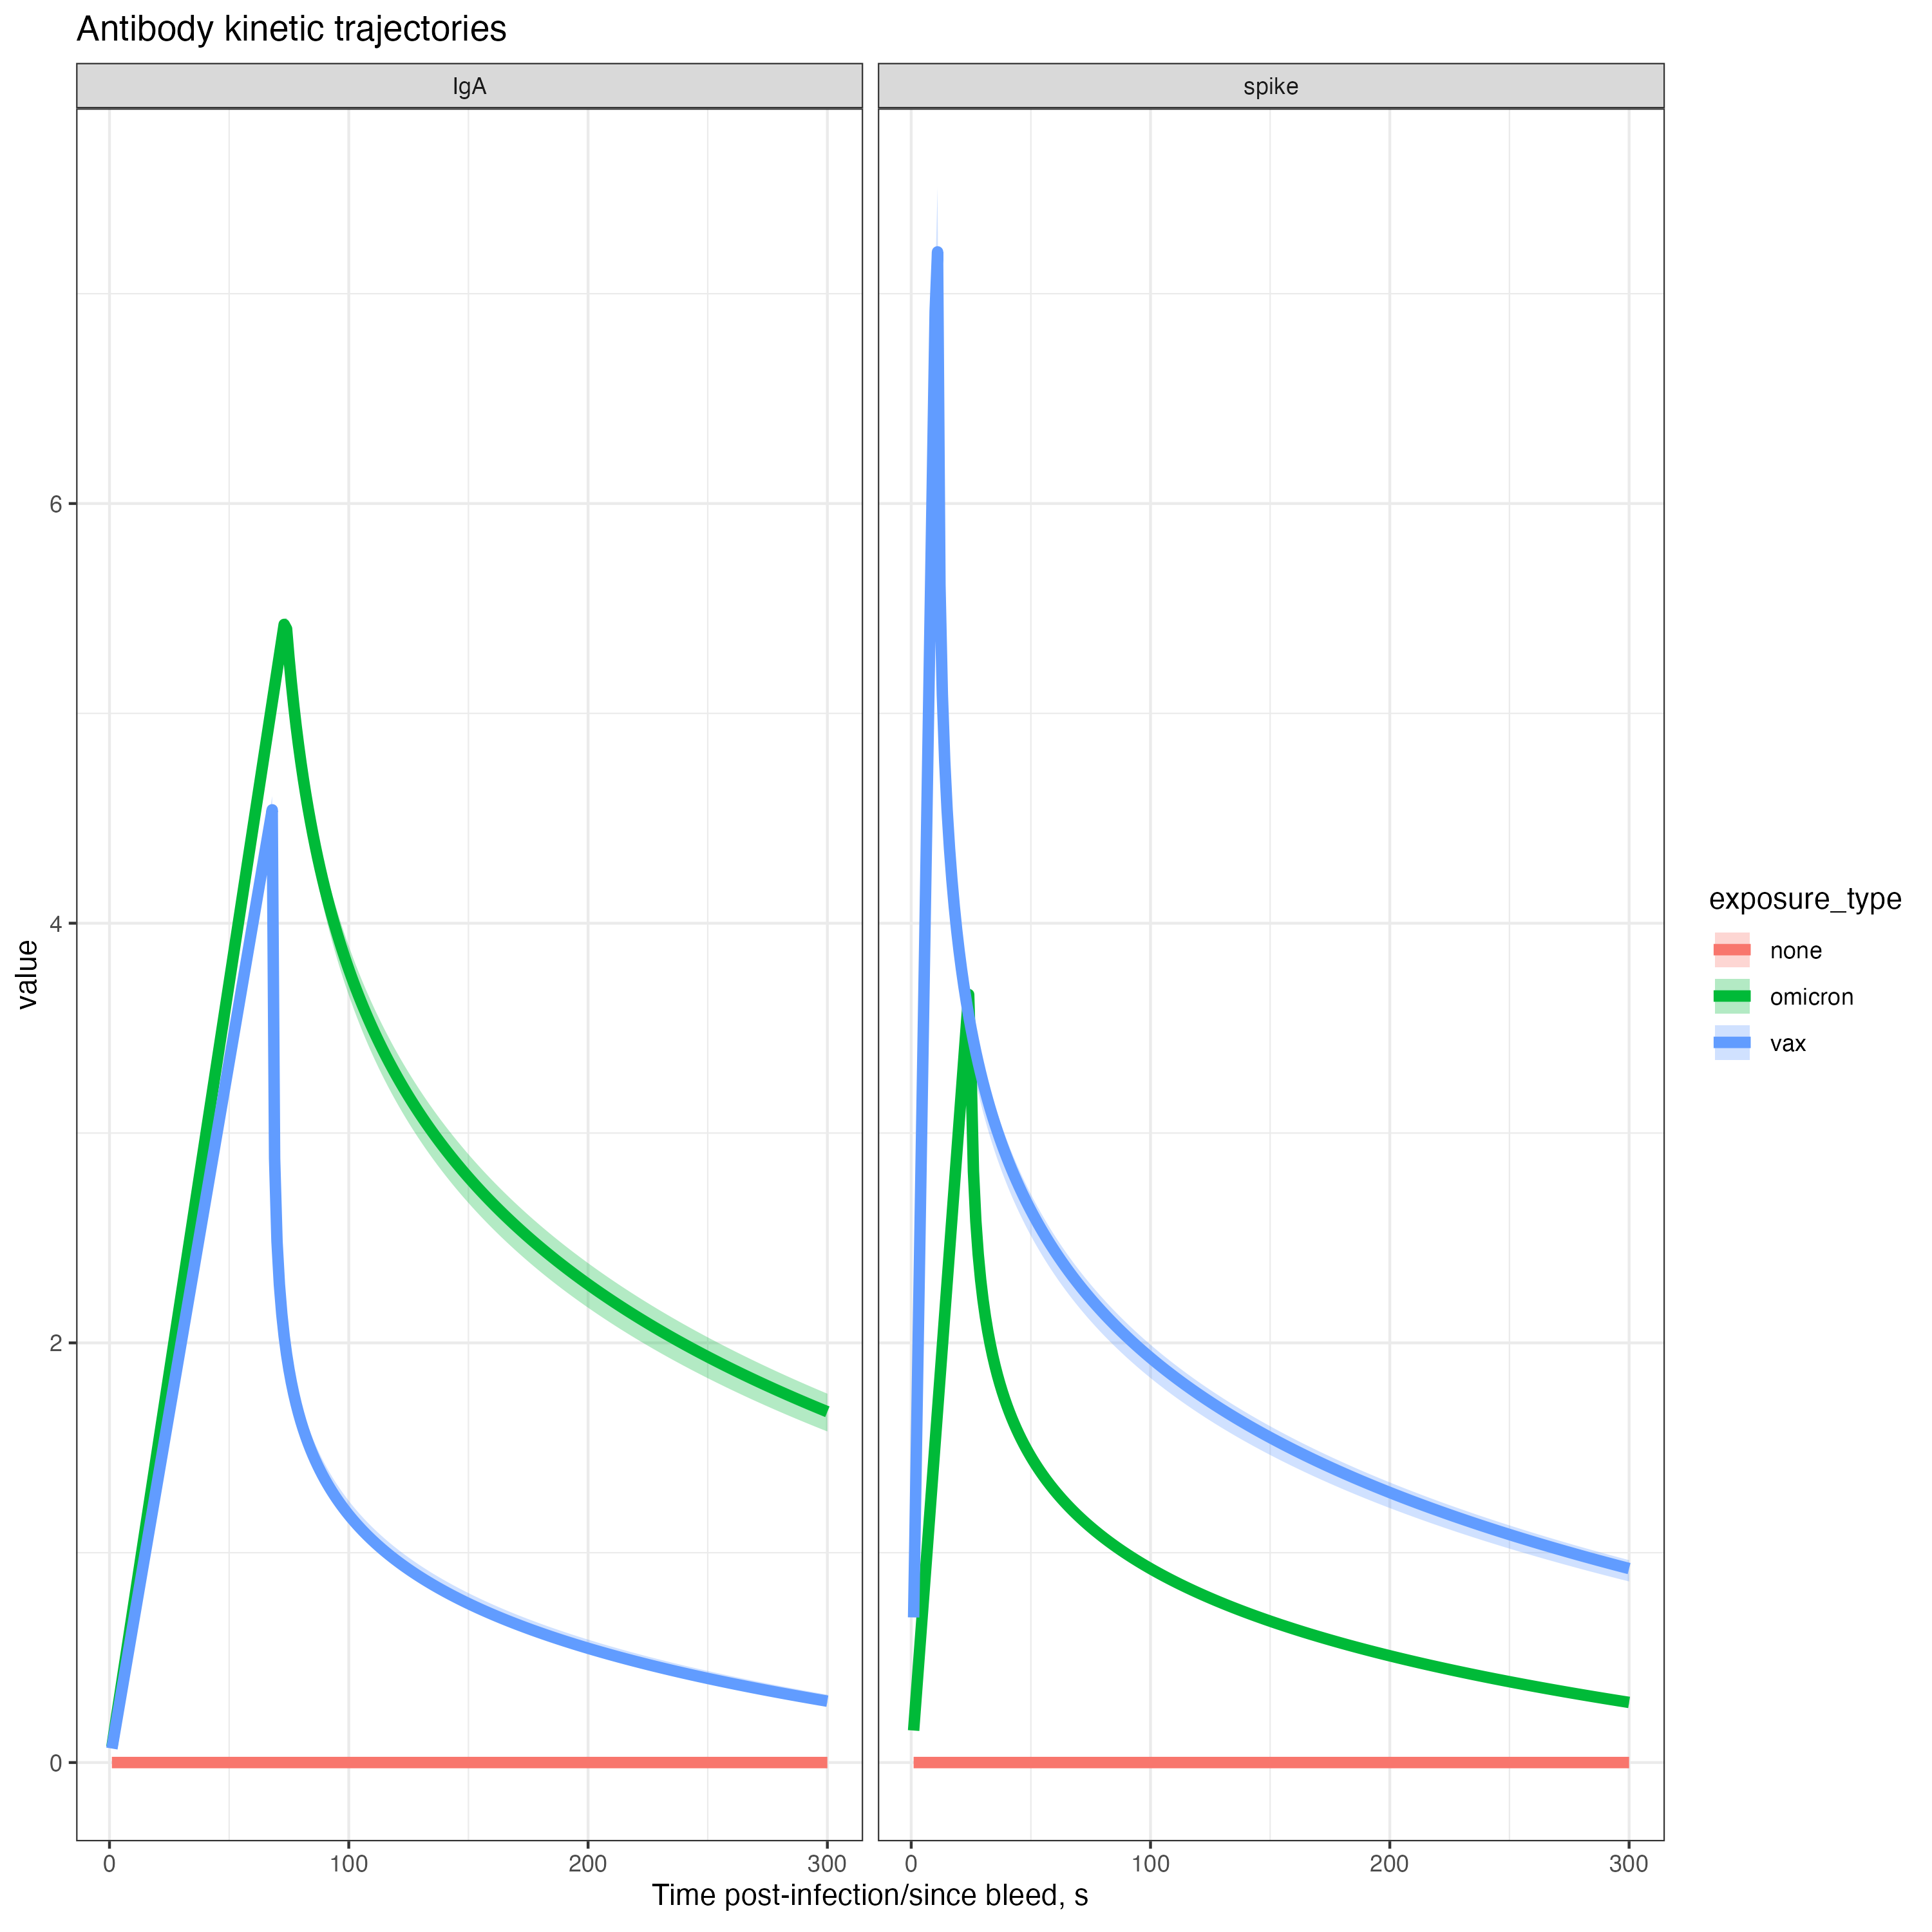 Antibody kinetic trajectories
IgA
spike
value
6
4
2
0
0
100
200
300
0
100
200
300
Time post-infection/since bleed, s
exposure_type
none
omicron
vax